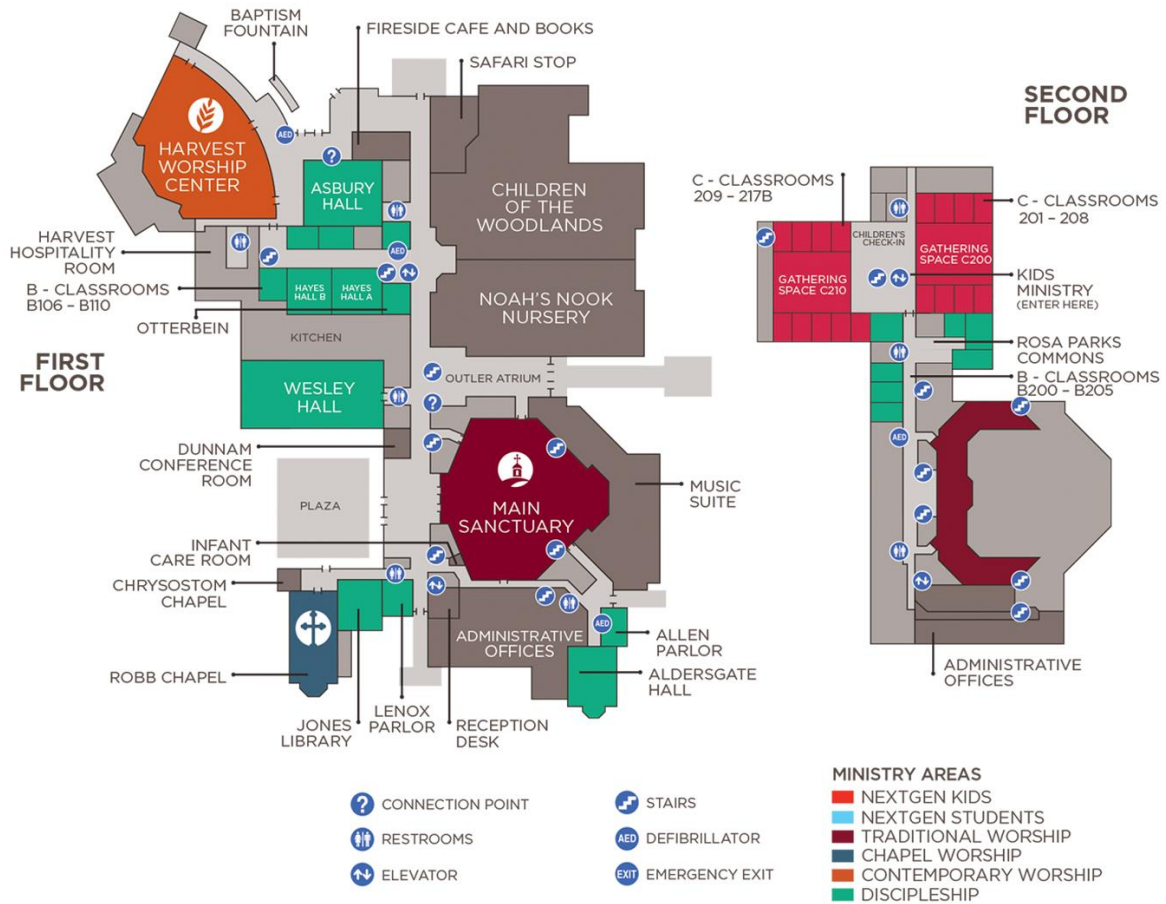 BAPTISM
FOUNTAIN
FIRESIDE CAFE AND BOOKS
SAFARI STOP
HARVEST
WORSHIP
CENTER
AED
?
ASBURY
HALL
CHILDREN
OF THE
WOODLANDS
HARVEST
HOSPITALITY
ROOM
AED
B - CLASSROOMS
B106 - B110
HAYES
HALL B
HAYES
HALL A
NOAH'S NOOK
NURSERY
OTTERBEIN
KITCHEN
FIRST
FLOOR
WESLEY
HALL
OUTLER ATRIUM
?
DUNNAM
CONFERENCE
ROOM
PLAZA
MAIN
SANCTUARY
MUSIC
SUITE
INFANT
CARE ROOM
CHRYSOSTOM
CHAPEL
ADMINISTRATIVE
OFFICES
AED
ALLEN
PARLOR
ROBB CHAPEL
ALDERSGATE
HALL
JONES
LIBRARY
LENOX
PARLOR
RECEPTION
DESK
SECOND
FLOOR
C - CLASSROOMS
209 - 217B
C - CLASSROOMS
201 - 208
CHILDREN'S
CHECK-IN
GATHERING
SPACE C200
GATHERING
SPACE C210
KIDS
MINISTRY
(ENTER HERE)
ROSA PARKS
COMMONS
B - CLASSROOMS
B200 - B205
AED
ADMINISTRATIVE
OFFICES
? CONNECTION POINT
RESTROOMS
ELEVATOR
STAIRS
AED DEFIBRILLATOR
EXIT EMERGENCY EXIT
MINISTRY AREAS
NEXTGEN KIDS
NEXTGEN STUDENTS
TRADITIONAL WORSHIP
CHAPEL WORSHIP
CONTEMPORARY WORSHIP
DISCIPLESHIP